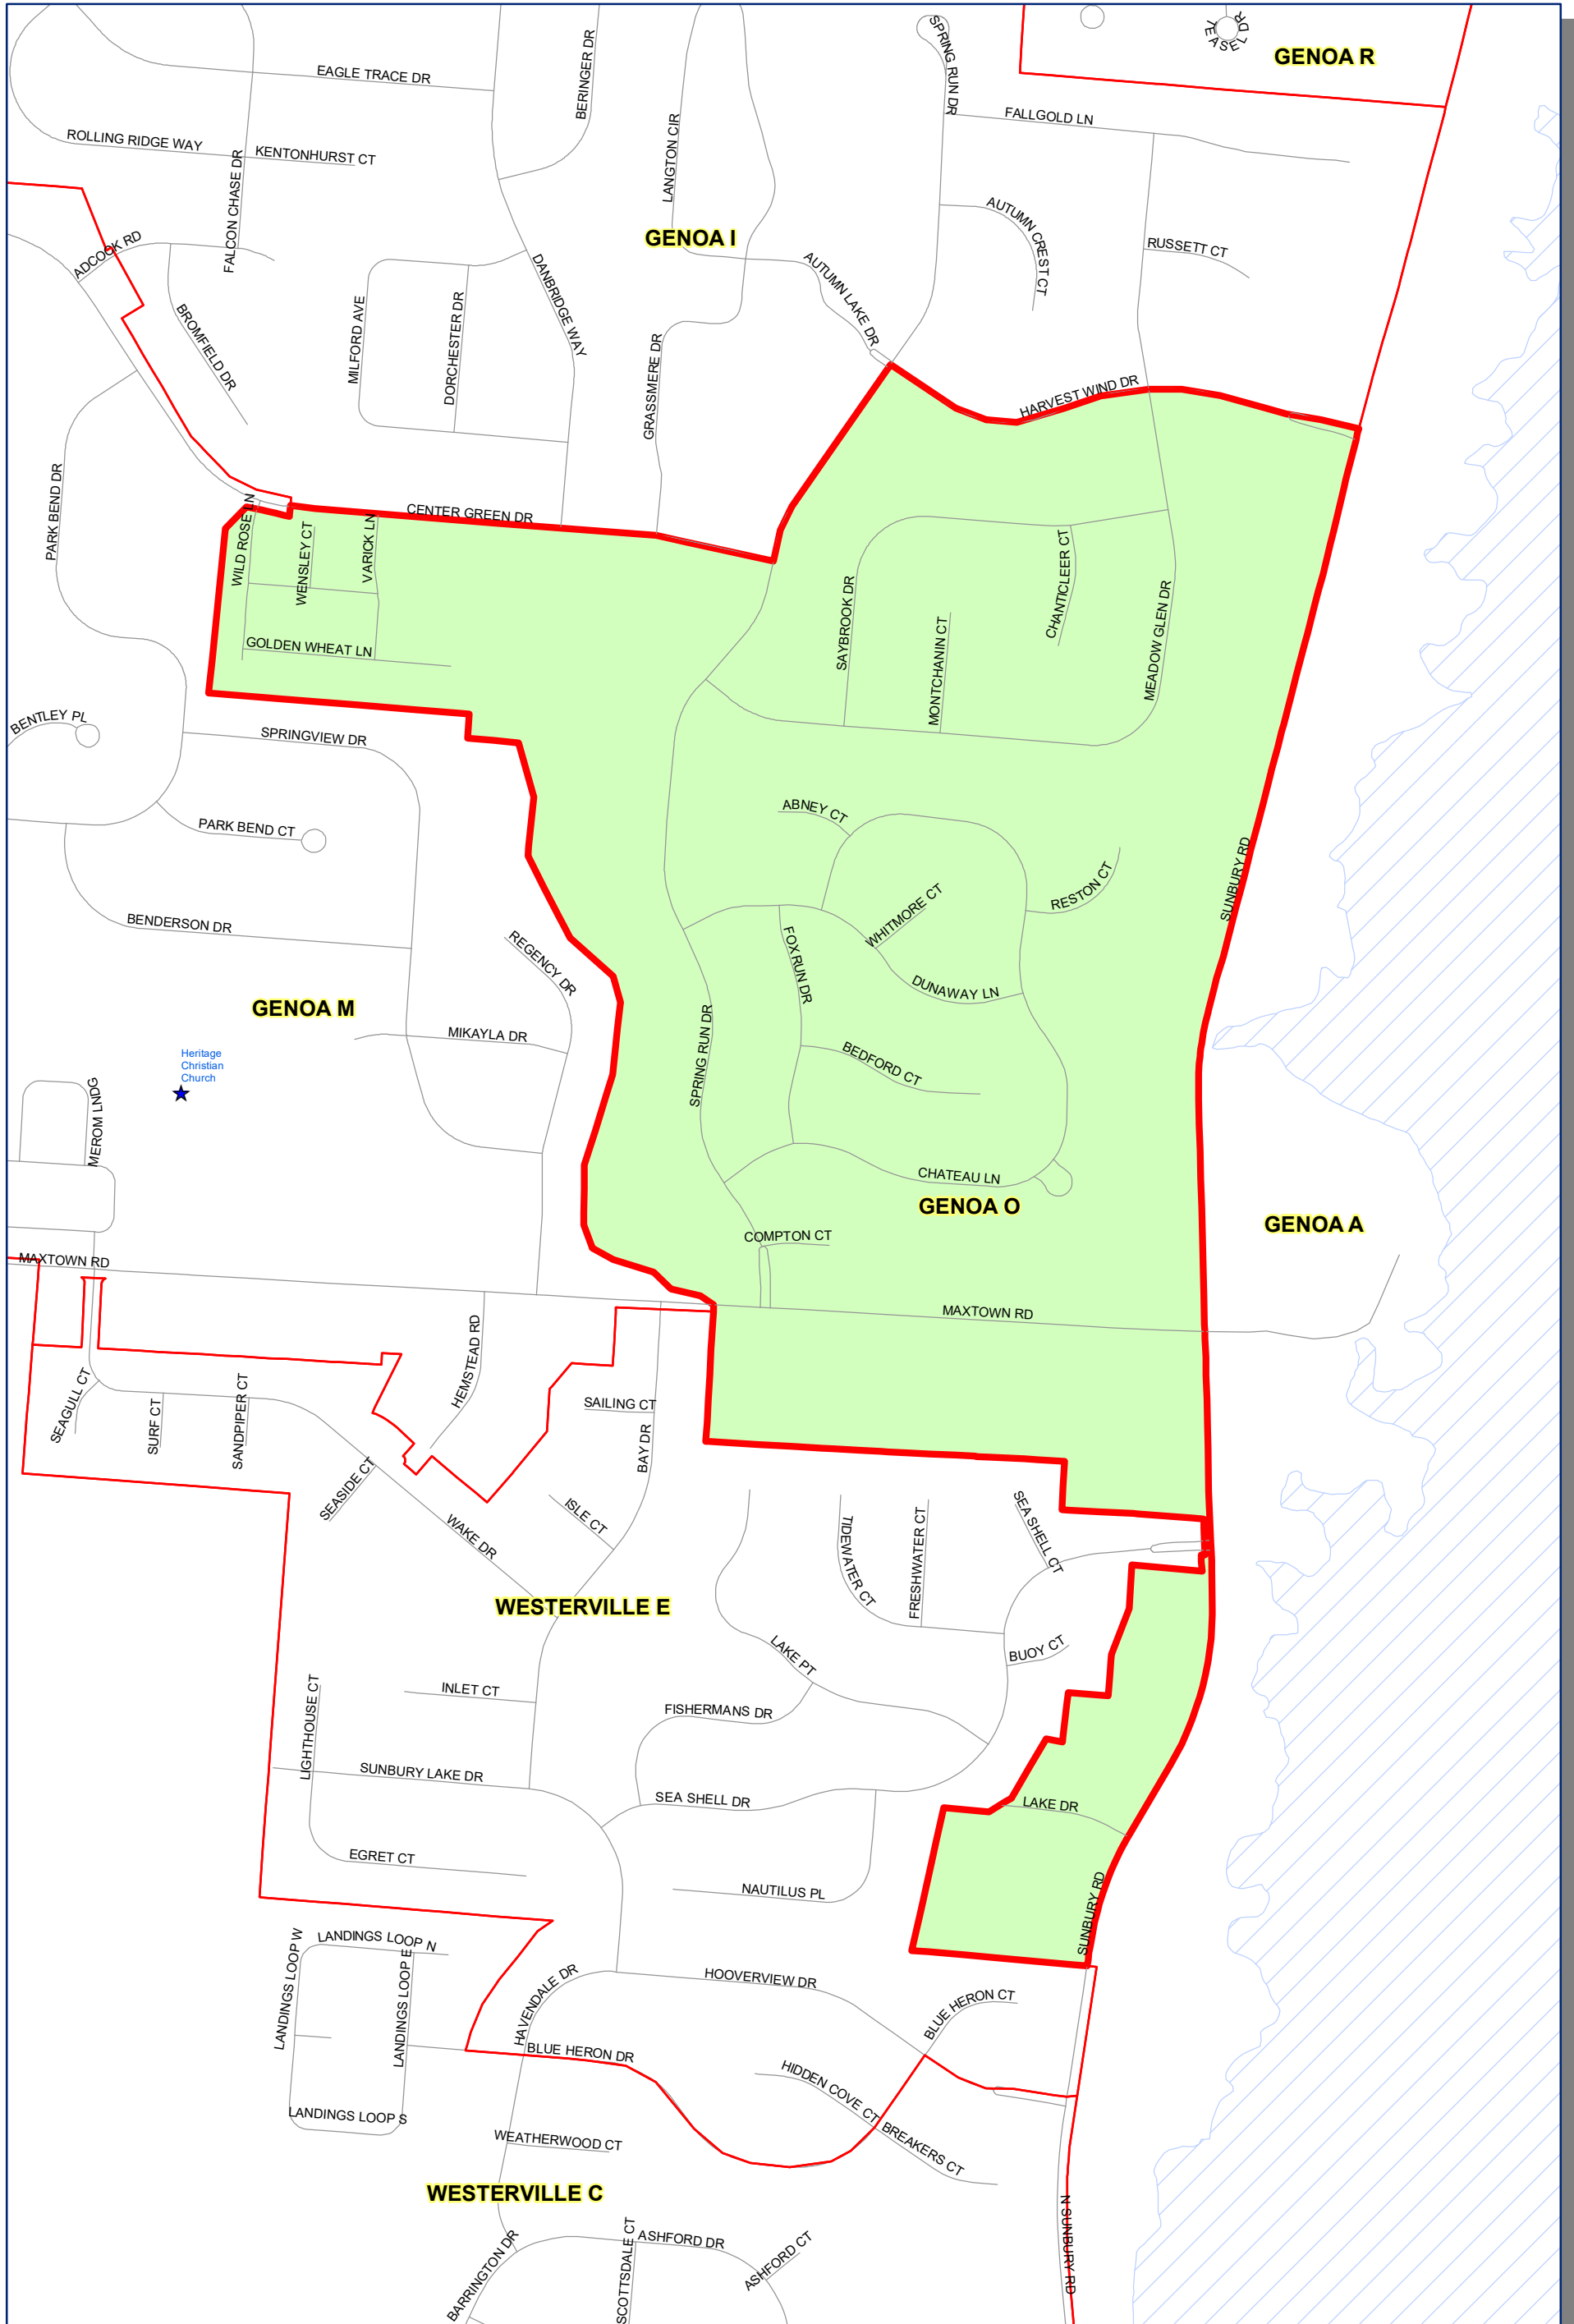 TEASEL DR
GENOA R
SPRING RUN DR
BERINGER DR
EAGLE TRACE DR
FALLGOLD LN
LANGTON CIR
ROLLING RIDGE WAY
KENTONHURST CT
FALCON CHASE DR
AUTUMN CREST CT
RUSSETT CT
GENOA I
ADCOCK RD
AUTUMN LAKE DR
DANBRIDGE WAY
BROMFIELD DR
MILFORD AVE
DORCHESTER DR
GRASSMERE DR
HARVEST WIND DR
PARK BEND DR
CENTER GREEN DR
WILD ROSE LN
WENSLEY CT
VARICK LN
CHANTICLEER CT
SAYBROOK DR
MONTCHANIN CT
MEADOW GLEN DR
GOLDEN WHEAT LN
BENTLEY PL
SPRINGVIEW DR
ABNEY CT
PARK BEND CT
SUNBURY RD
RESTON CT
WHITMORE CT
BENDERSON DR
REGENCY DR
FOX RUN DR
DUNAWAY LN
GENOA M
MIKAYLA DR
SPRING RUN DR
BEDFORD CT
Heritage
Christian
Church
MEROM LNDG
CHATEAU LN
GENOA O
GENOA A
COMPTON CT
MAXTOWN RD
MAXTOWN RD
HEMSTEAD RD
SEAGULL CT
SURF CT
SANDPIPER CT
SAILING CT
BAY DR
SEASIDE CT
WAKE DR
ISLE CT
TIDEWATER CT
FRESHWATER CT
SEA SHELL CT
WESTERVILLE E
LAKE PT
BUOY CT
INLET CT
LIGHTHOUSE CT
FISHERMANS DR
SUNBURY LAKE DR
SEA SHELL DR
LAKE DR
EGRET CT
NAUTILUS PL
SUNBURY RD
LANDINGS LOOP N
LANDINGS LOOP W
LANDINGS LOOP E
HAVENDALE DR
HOOVERVIEW DR
BLUE HERON CT
BLUE HERON DR
HIDDEN COVE CT
LANDINGS LOOP S
BREAKERS CT
WEATHERWOOD CT
WESTERVILLE C
N SUNBURY RD
BARRINGTON DR
SCOTTSDALE CT
ASHFORD DR
ASHFORD CT